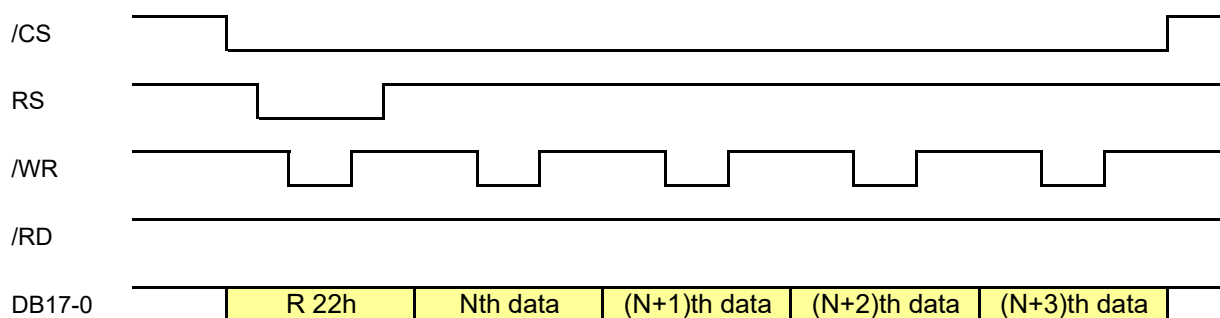 /CS
RS
/WR
/RD
DB17-0 R 22h Nth data (N+1)th data (N+2)th data (N+3)th data